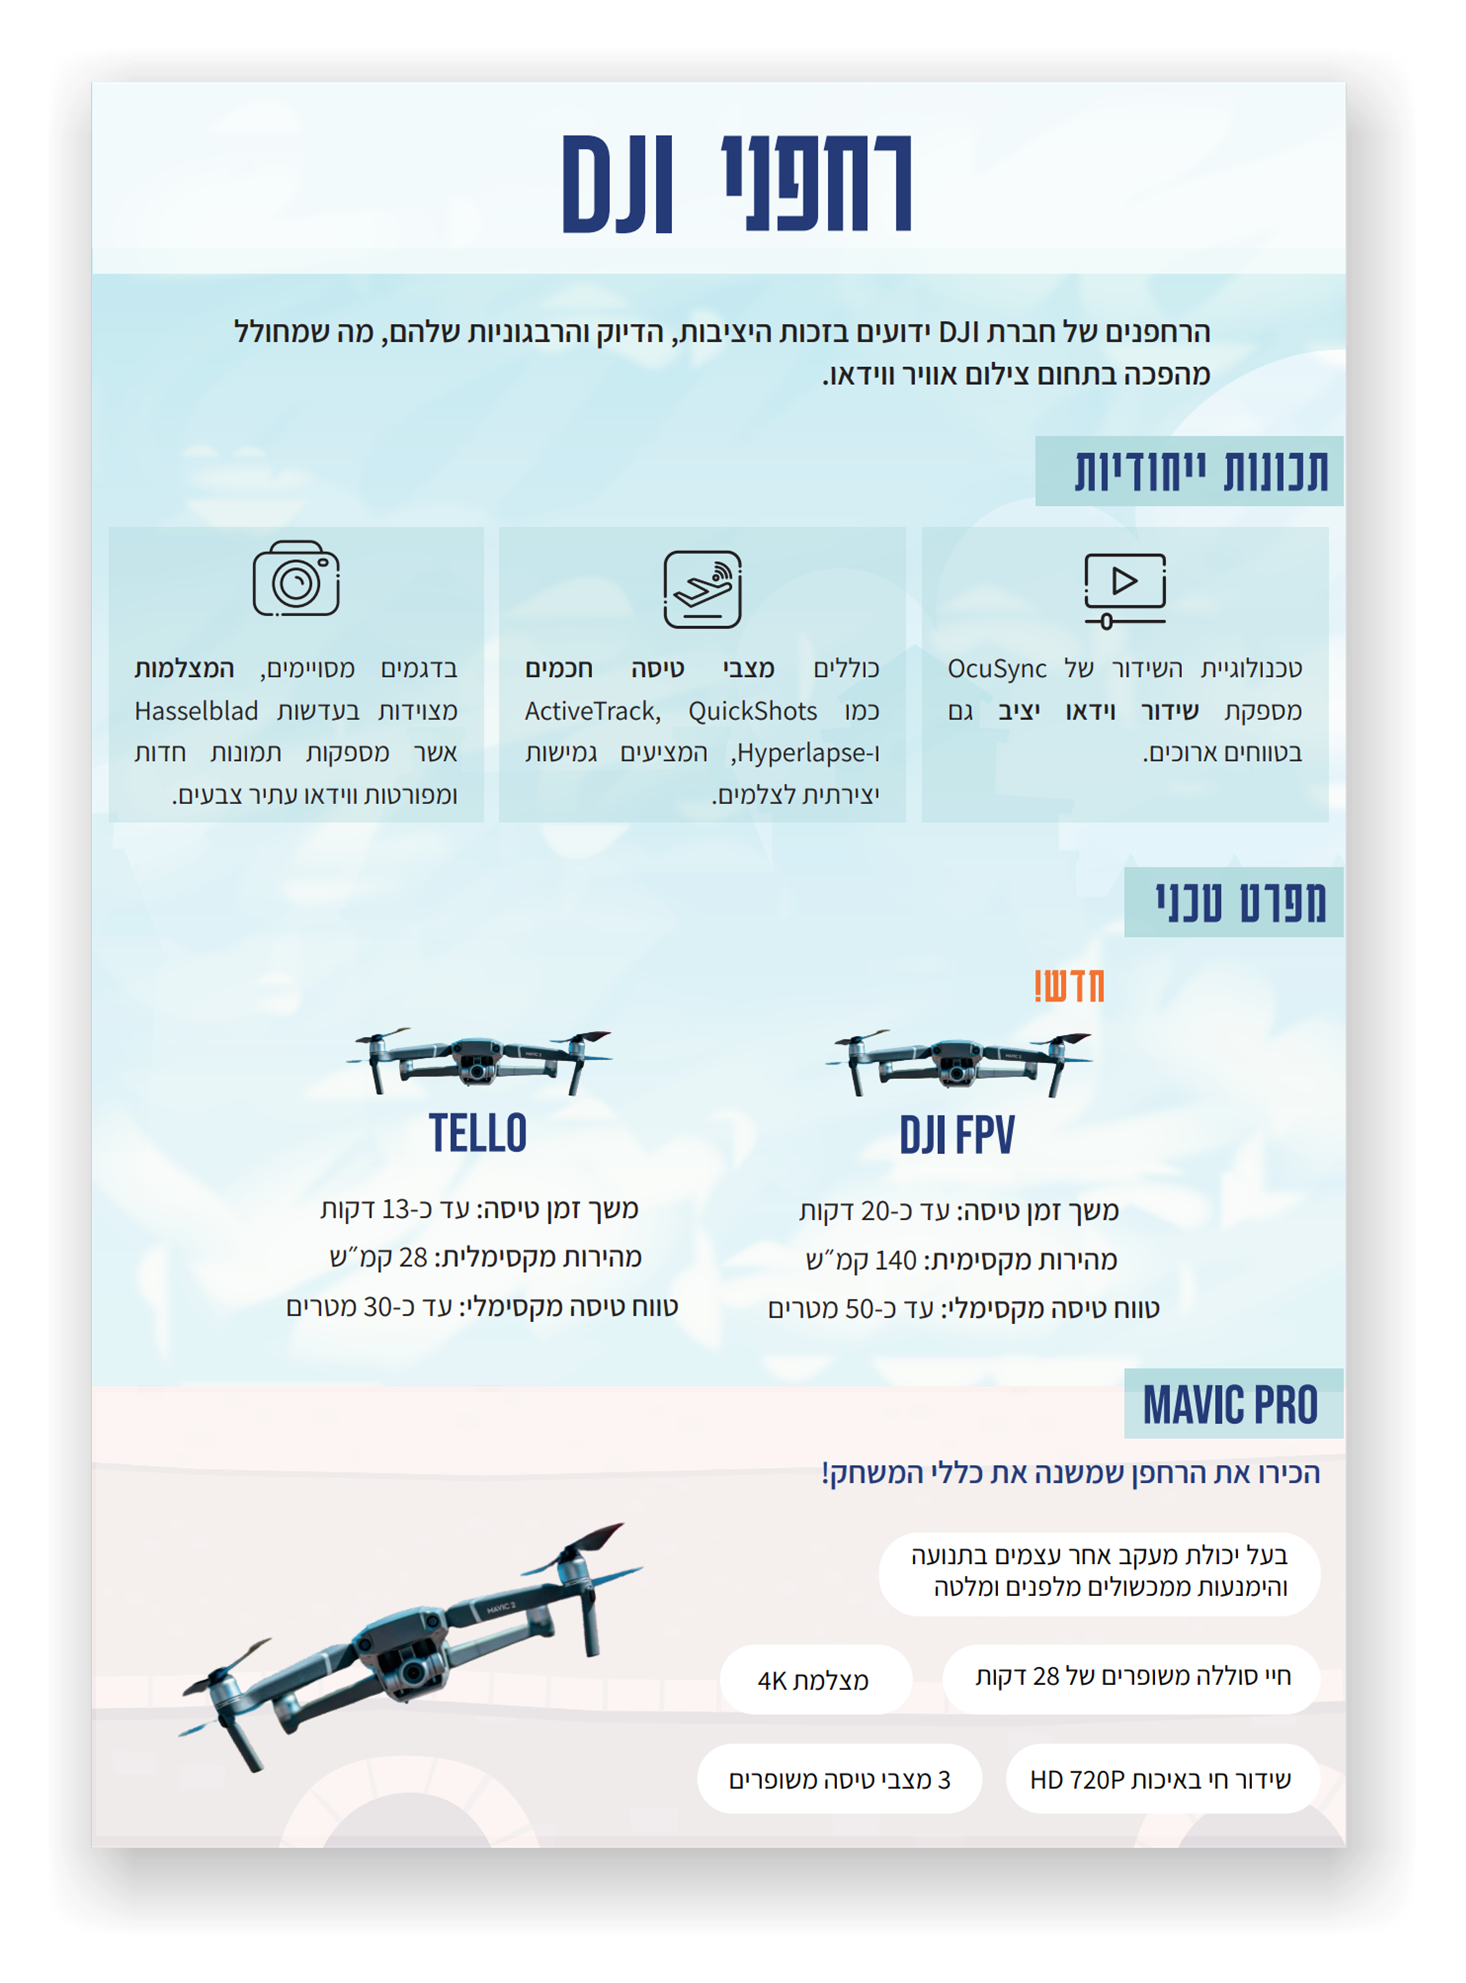 רחפני DJI
הרחפנים של חברת DJI ידועים בזכות היציבות, הדיוק והרבגוניות שלהם, מה שמחולל
מהפכה בתחום צילום אוויר ווידאו.
תכונות ייחודיות
טכנולוגיית השידור של OcuSync
מספקת שידור וידאו יציב גם
בטווחים ארוכים.
כוללים מצבי טיסה חכמים
כמו ActiveTrack, QuickShots
ו-Hyperlapse, המציעים גמישות
יצירתית לצלמים.
בדגמים מסויימים, המצלמות
מצוידות בעדשות Hasselblad
אשר מספקות תמונות חדות
ומפורטות ווידאו עתיר צבעים.
מפרט טכני
חדש!
MAVIC 2
DJI FPV
משך זמן טיסה: עד כ-20 דקות
מהירות מקסימית: 140 קמ״ש
טווח טיסה מקסימלי: עד כ-50 מטרים
MAVIC 2
TELLO
משך זמן טיסה: עד כ-13 דקות
מהירות מקסימלית: 28 קמ״ש
טווח טיסה מקסימלי: עד כ-30 מטרים
MAVIC PRO
הכירו את הרחפן שמשנה את כללי המשחק!
בעל יכולת מעקב אחר עצמים בתנועה
והימנעות ממכשולים מלפנים ומלטה
חיי סוללה משופרים של 28 דקות
מצלמת 4K
שידור חי באיכות HD 720P
3 מצבי טיסה משופרים
MAVIC 2